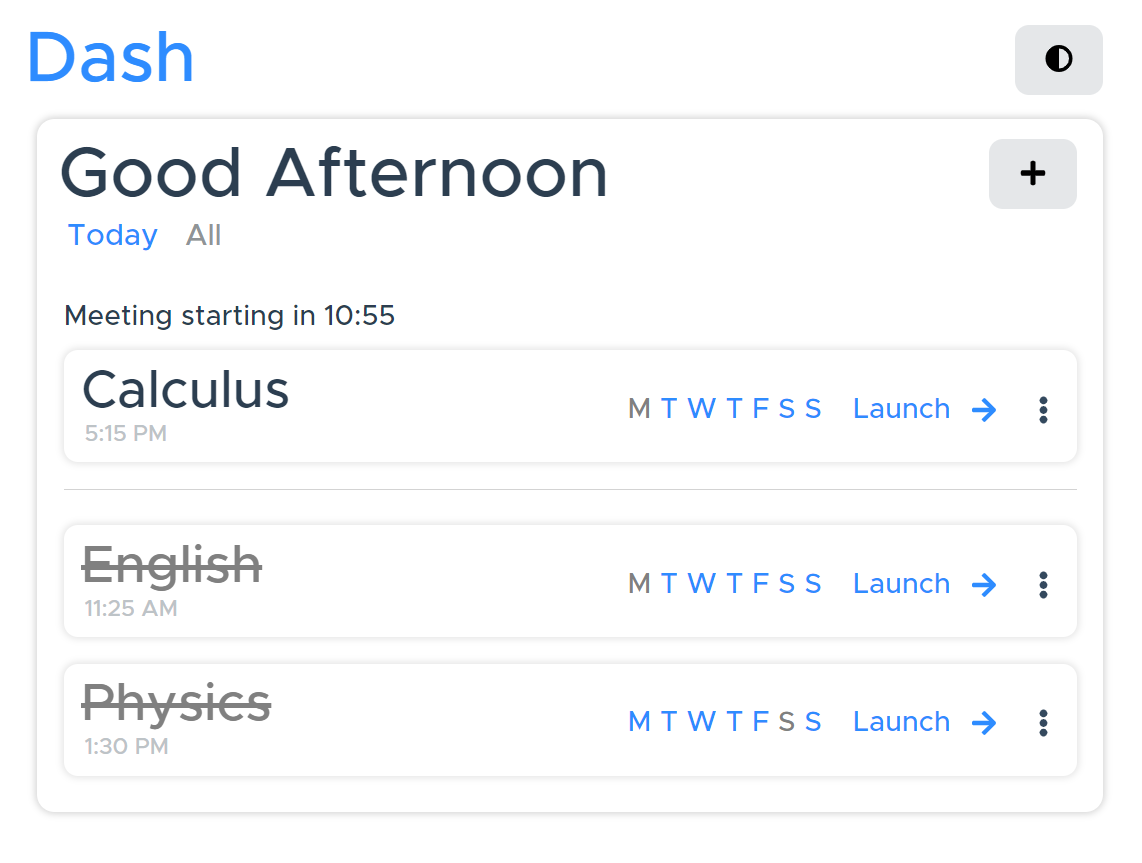 Dash
Good Afternoon
Today All
Meeting starting in 10:55
Calculus
M T W T F S S Launch
5:15 PM
English
M T W T F S S Launch
11:25 AM
Physics
M T W T F S S Launch
1:30 PM